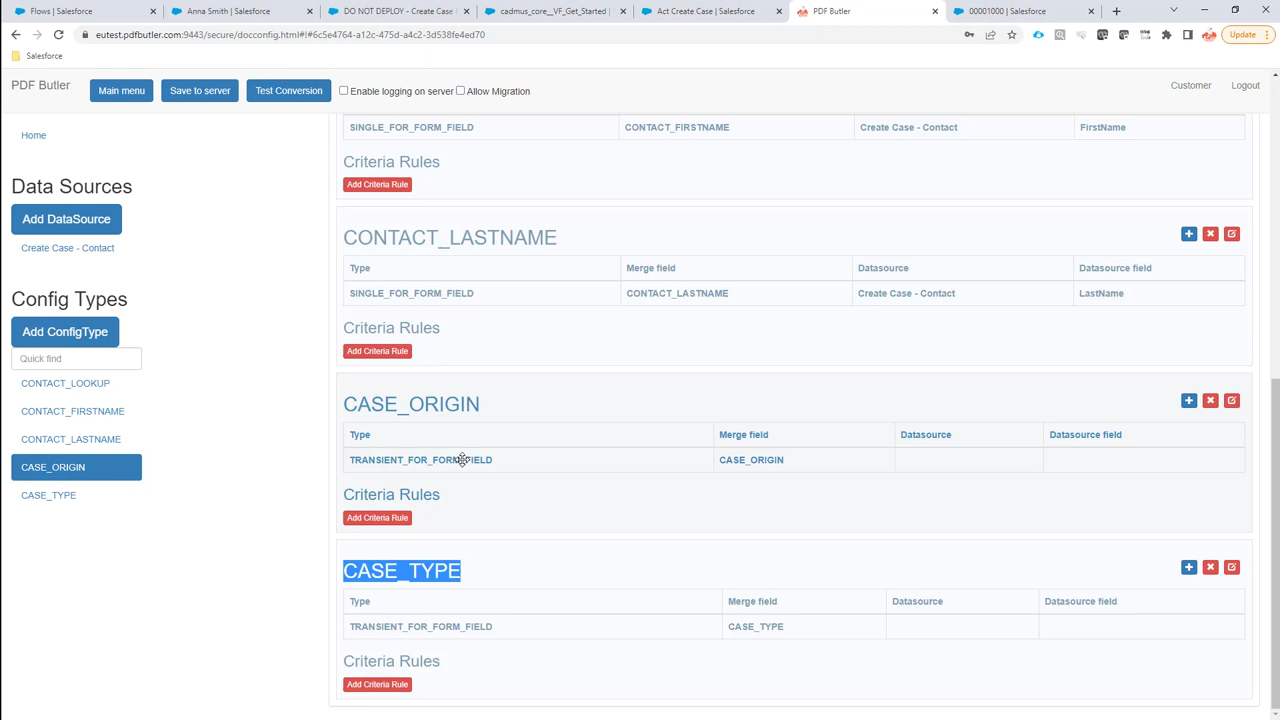 Flows | Salesforce
Anna Smith | Salesforce
DO NOT DEPLOY - Create Case
cadmus_core__VF_Get_Started |
Act Create Case | Salesforce
PDF Butler
00001000 | Salesforce
eutest.pdfbutler.com:9443/secure/docconfig.html#!#6c5e4764-a12c-475d-a4c2-3d538fe4ed70
Update
Salesforce
PDF Butler
Main menu
Save to server
Test Conversion
Enable logging on server
Allow Migration
Customer
Logout
Home
Data Sources
Add DataSource
Create Case - Contact
Config Types
Add ConfigType
Quick find
CONTACT_LOOKUP
CONTACT_FIRSTNAME
CONTACT_LASTNAME
CASE_ORIGIN
CASE_TYPE
SINGLE_FOR_FORM_FIELD CONTACT_FIRSTNAME Create Case - Contact FirstName
Criteria Rules
Add Criteria Rule
CONTACT_LASTNAME
Type Merge field Datasource Datasource field
SINGLE_FOR_FORM_FIELD CONTACT_LASTNAME Create Case - Contact LastName
Criteria Rules
Add Criteria Rule
CASE_ORIGIN
Type Merge field Datasource Datasource field
TRANSIENT_FOR_FORM_FIELD CASE_ORIGIN
Criteria Rules
Add Criteria Rule
CASE_TYPE
Type Merge field Datasource Datasource field
TRANSIENT_FOR_FORM_FIELD CASE_TYPE
Criteria Rules
Add Criteria Rule